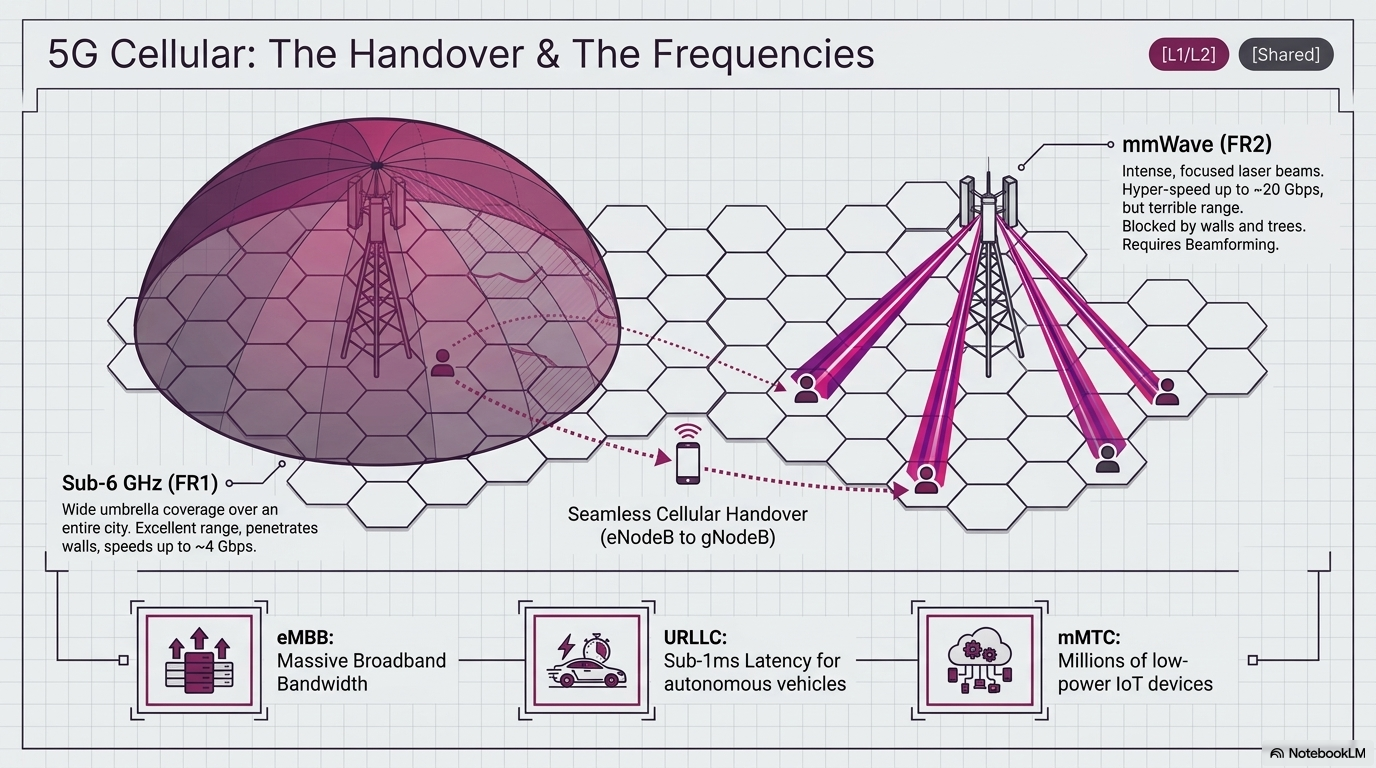 5G Cellular: The Handover & The Frequencies
[L1/L2]
[Shared]
mmWave (FR2)
Intense, focused laser beams.
Hyper-speed up to ~20 Gbps,
but terrible range.
Blocked by walls and trees.
Requires Beamforming.
Sub-6 GHz (FR1)
Wide umbrella coverage over an
entire city. Excellent range, penetrates
walls, speeds up to ~4 Gbps.
Seamless Cellular Handover
(eNodeB to gNodeB)
eMBB:
Massive Broadband
Bandwidth
URLLC:
Sub-1ms Latency for
autonomous vehicles
mMTC:
Millions of low-
power IoT devices
NotebookLM